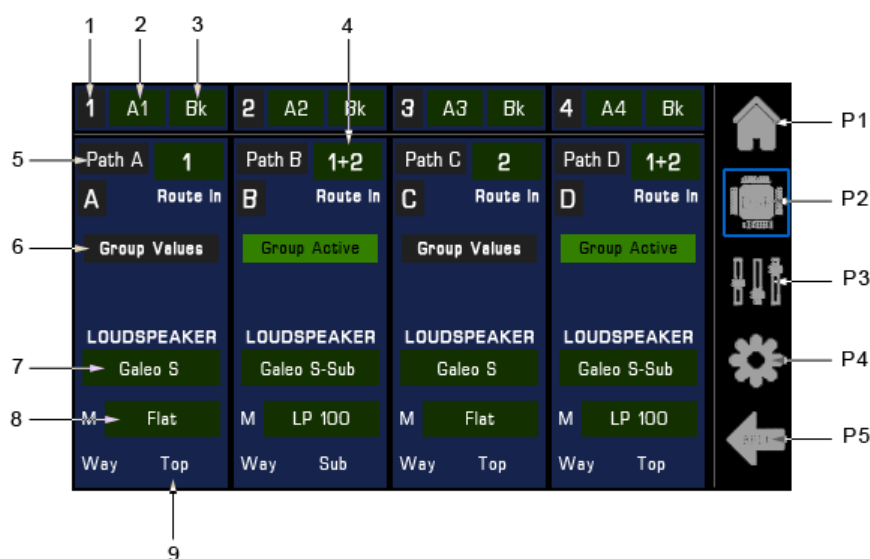 1 2 3 4
1 A1 Bk 2 A2 Bk 3 A3 Bk 4 A4 Bk
P1
5 Path A 1 Path B 1+2 Path C 2 Path D 1+2
A Route In B Route In C Route In D Route In
P2
6 Group Values Group Active Group Values Group Active
P3
LOUDSPEAKER LOUDSPEAKER LOUDSPEAKER LOUDSPEAKER
7 Galeo S Galeo S-Sub Galeo S Galeo S-Sub
P4
8 M Flat M LP 100 M Flat M LP 100
P5
Way Top Way Sub Way Top Way Top
9